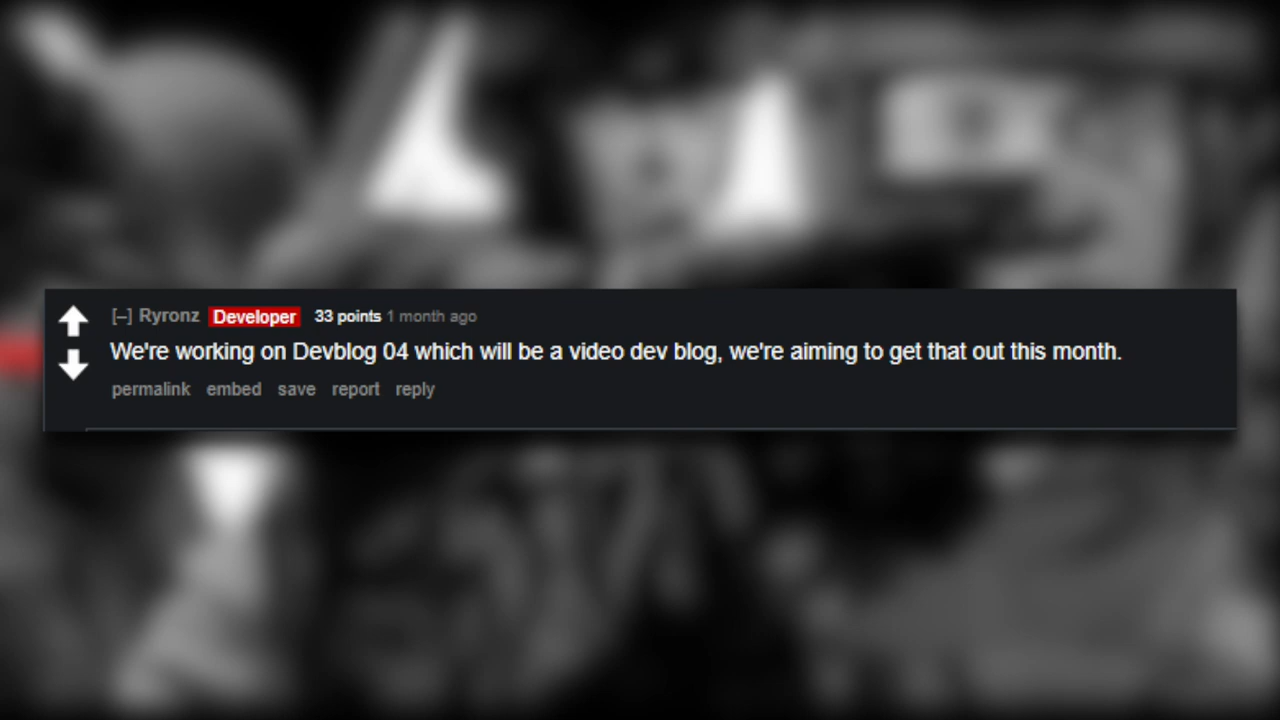 [–] Ryronz Developer 33 points 1 month ago
We're working on Devblog 04 which will be a video dev blog, we're aiming to get that out this month.
permalink embed save report reply